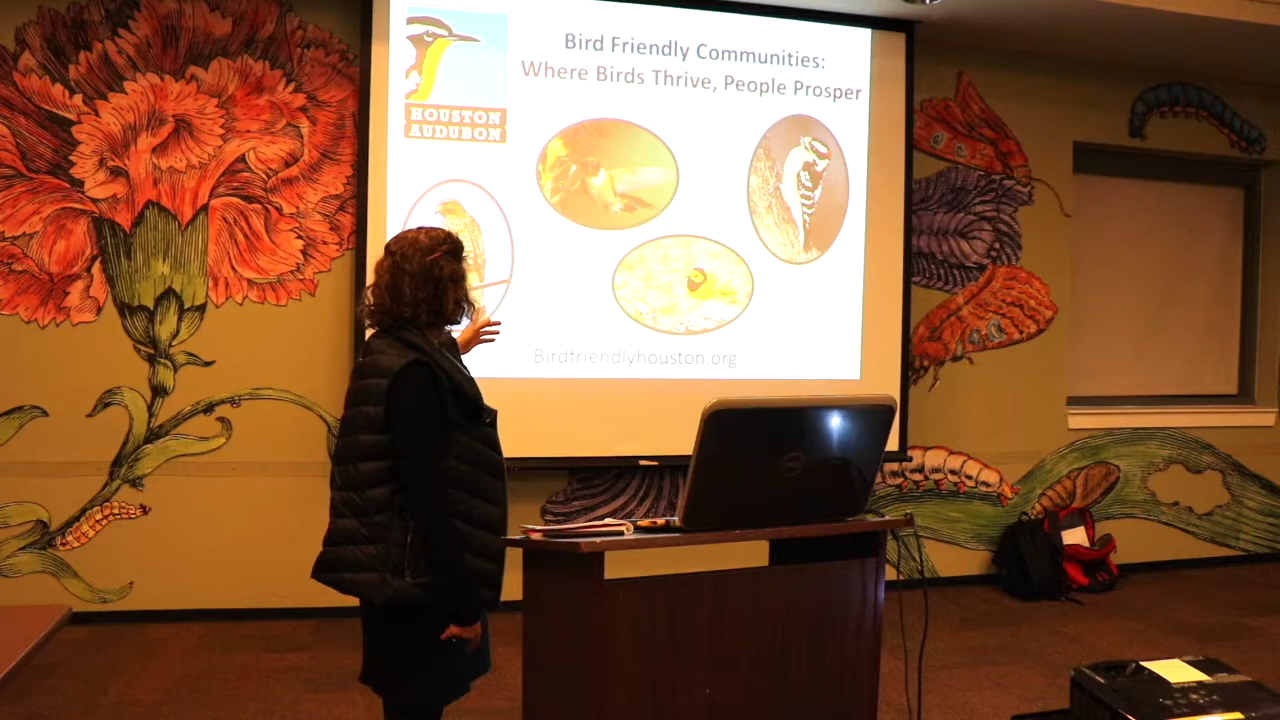 Bird Friendly Communities:
Where Birds Thrive, People Prosper
HOUSTON
AUDUBON
Birdfriendlyhouston.org